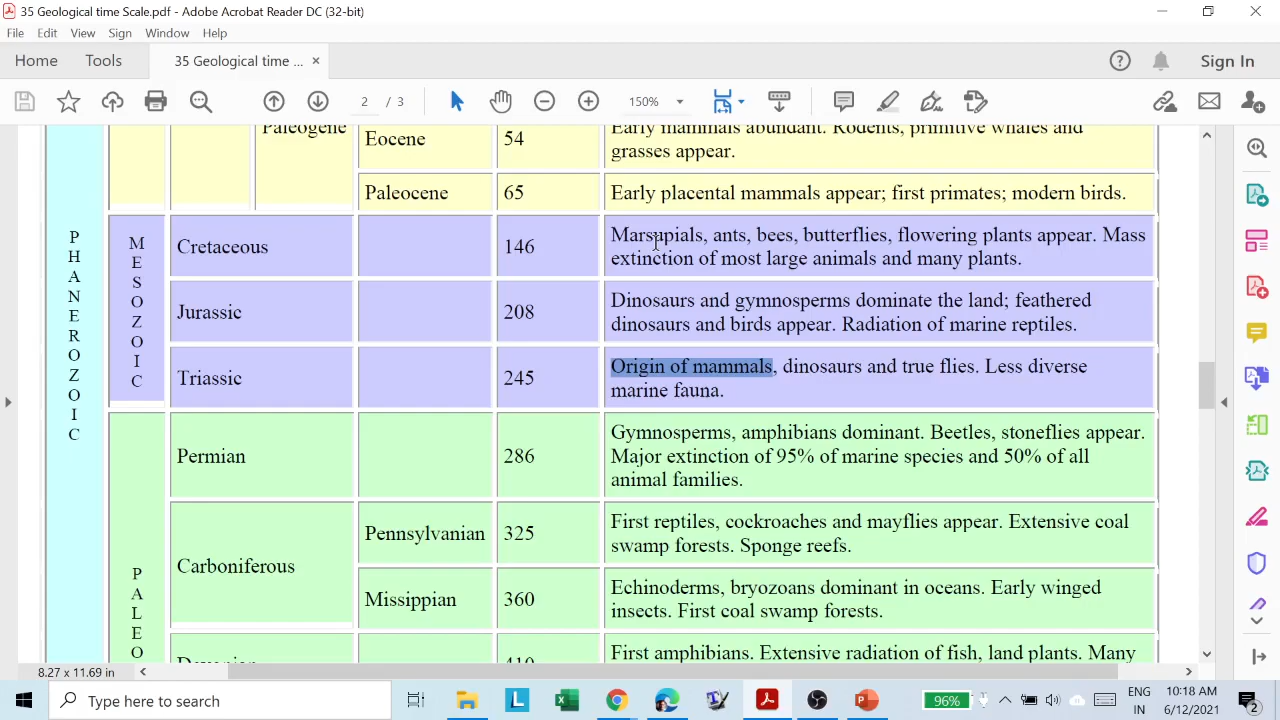 35 Geological time Scale.pdf - Adobe Acrobat Reader DC (32-bit)
File Edit View Sign Window Help
Home Tools 35 Geological time ... × Sign In
2 / 3 150%
PHANEROZOIC
Paleogene
Eocene 54 Early mammals abundant. Rodents, primitive whales and
grasses appear.
Paleocene 65 Early placental mammals appear; first primates; modern birds.
MESOZOIC
Cretaceous 146 Marsupials, ants, bees, butterflies, flowering plants appear. Mass
extinction of most large animals and many plants.
Jurassic 208 Dinosaurs and gymnosperms dominate the land; feathered
dinosaurs and birds appear. Radiation of marine reptiles.
Triassic 245 Origin of mammals, dinosaurs and true flies. Less diverse
marine fauna.
PALEO
Permian 286 Gymnosperms, amphibians dominant. Beetles, stoneflies appear.
Major extinction of 95% of marine species and 50% of all
animal families.
Carboniferous
Pennsylvanian 325 First reptiles, cockroaches and mayflies appear. Extensive coal
swamp forests. Sponge reefs.
Missippian 360 Echinoderms, bryozoans dominant in oceans. Early winged
insects. First coal swamp forests.
Devonian 410 First amphibians. Extensive radiation of fish, land plants. Many
8.27 x 11.69 in
Type here to search
96%
ENG 10:18 AM
IN 6/12/2021
2